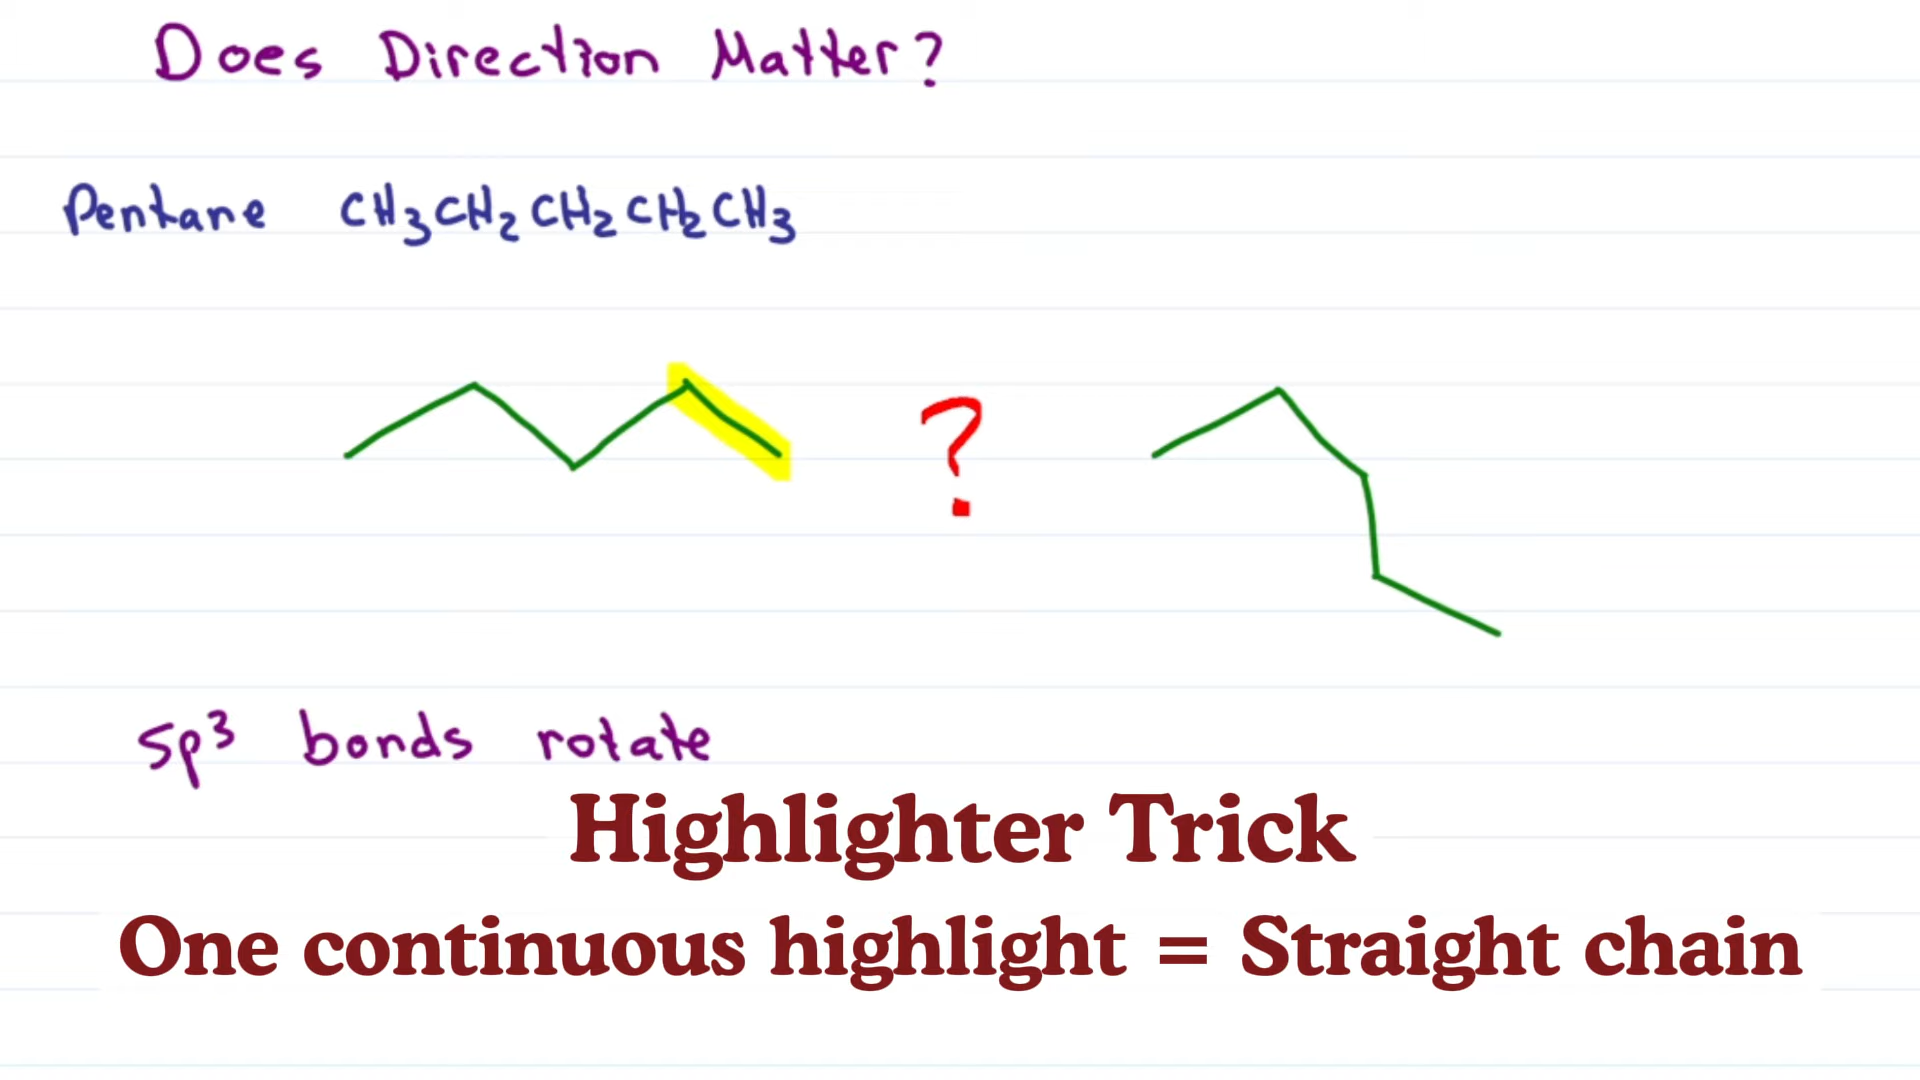 Does Direction Matter?
Pentane CH₃CH₂CH₂CH₂CH₃
?
sp³ bonds rotate
Highlighter Trick
One continuous highlight = Straight chain